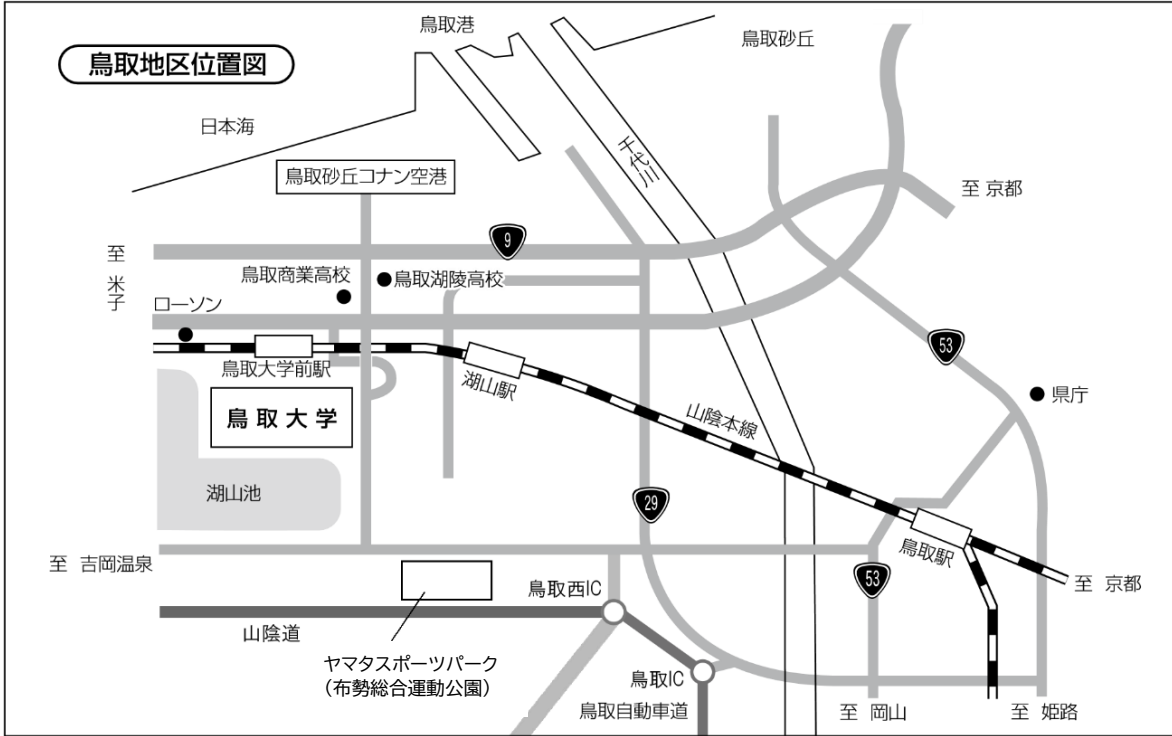 鳥取港
鳥取地区位置図
鳥取砂丘
日本海
千代川
鳥取砂丘コナン空港
至 京都
9
至 米子
鳥取商業高校
鳥取湖陵高校
ローソン
53
鳥取大学前駅
湖山駅
県庁
鳥取大学
山陰本線
湖山池
29
鳥取駅
至 吉岡温泉
53
至 京都
鳥取西IC
山陰道
ヤマタスポーツパーク
(布勢総合運動公園)
鳥取IC
鳥取自動車道
至 岡山
至 姫路